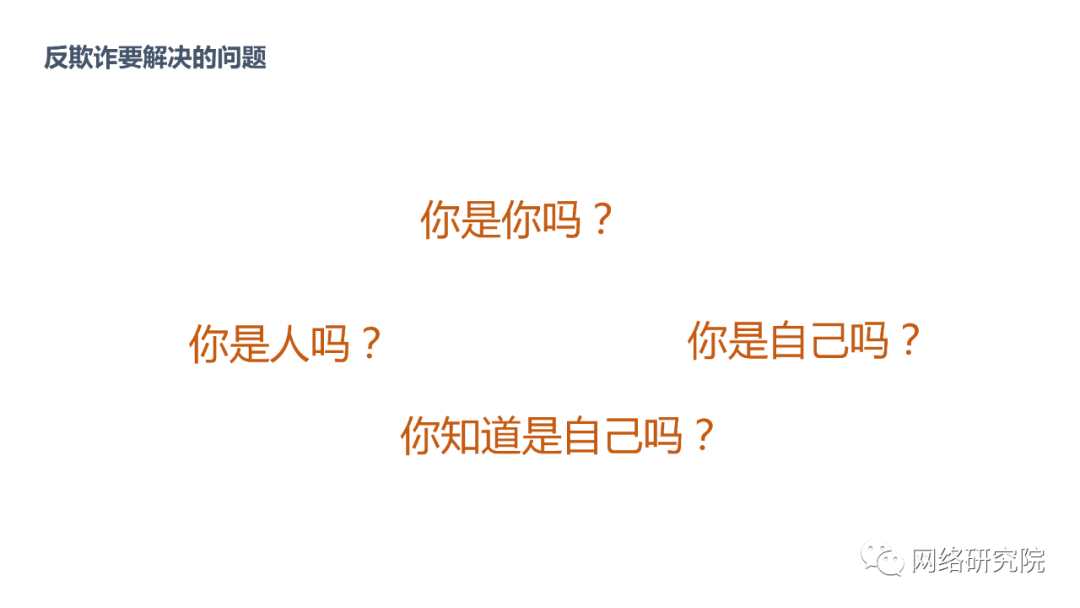 反欺诈要解决的问题
你是你吗？
你是人吗？
你是自己吗？
你知道是自己吗？
网络研究院